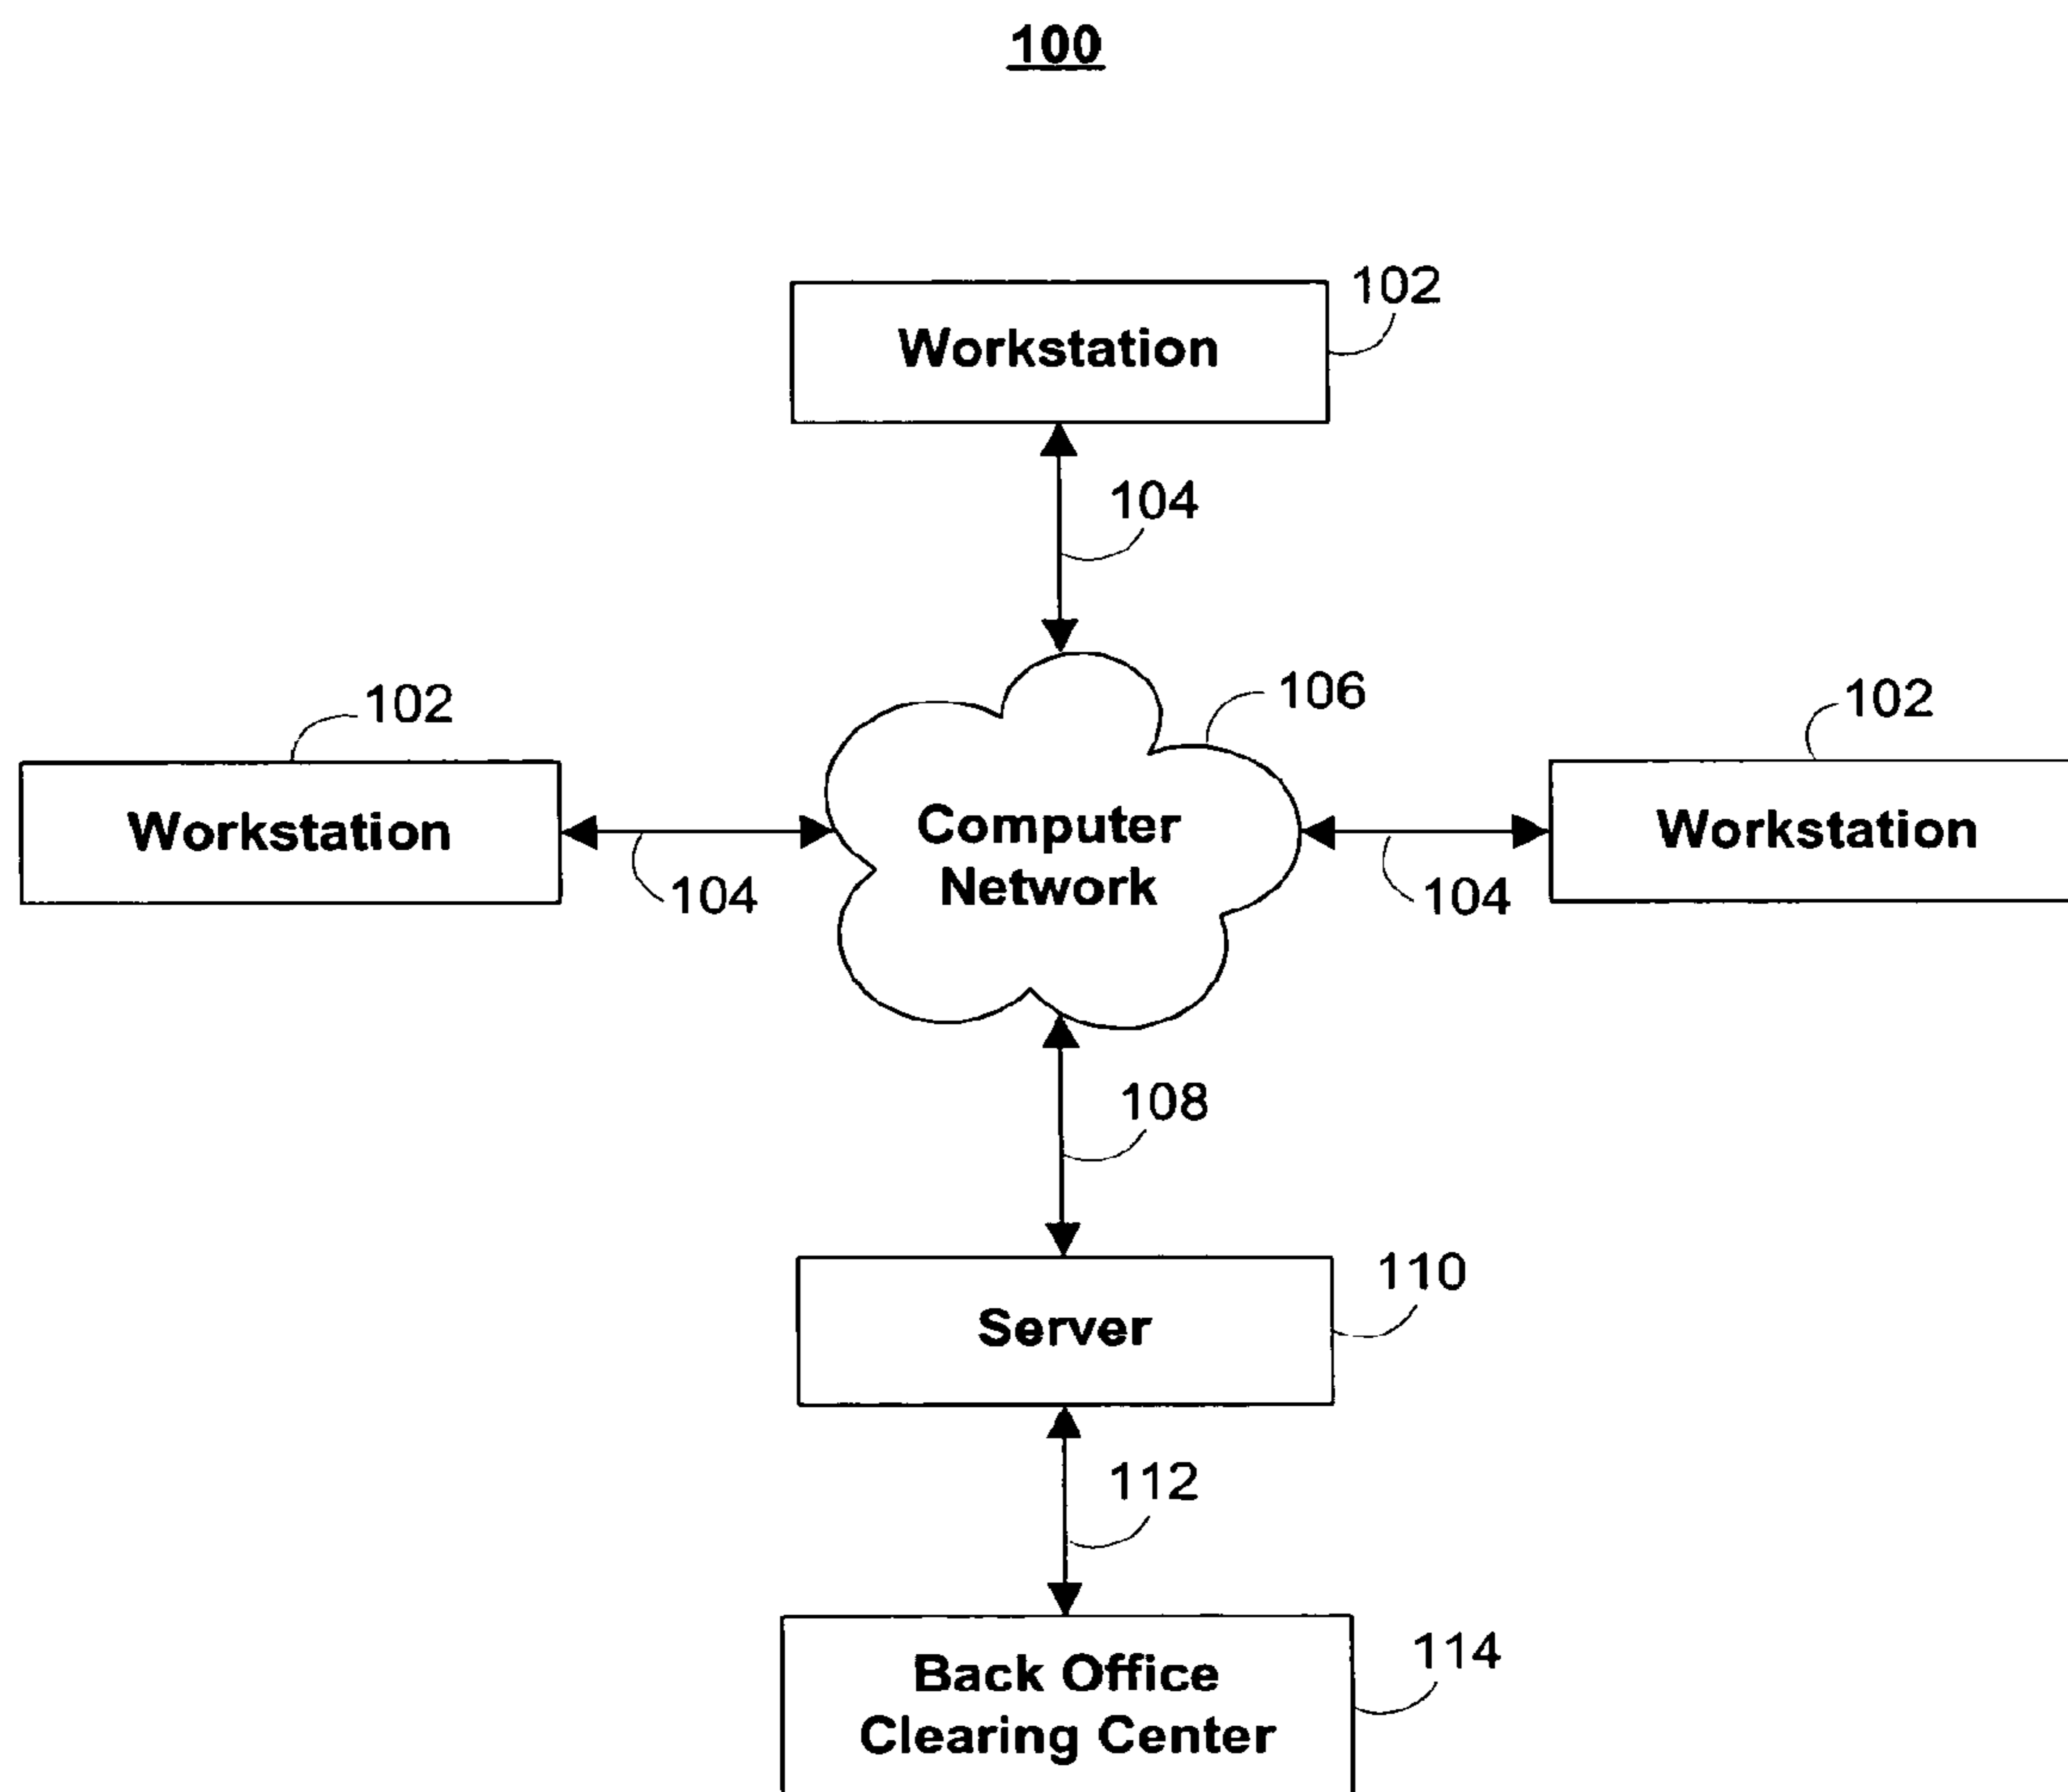 100
102
Workstation
104
106
102
102
Workstation
Computer
Network
Workstation
104
104
108
110
Server
112
114
Back Office
Clearing Center